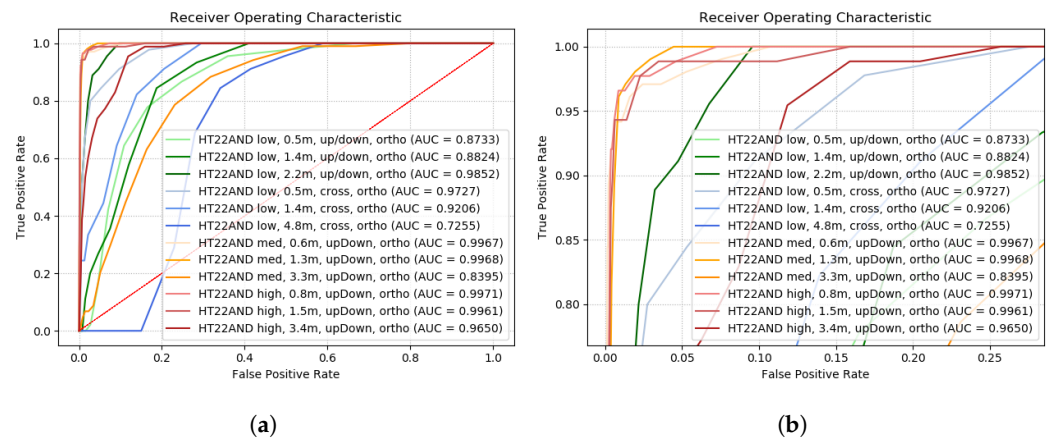 Receiver Operating Characteristic
1.0
0.8
0.6
0.4
0.2
0.0
True Positive Rate
HT22AND low, 0.5m, up/down, ortho (AUC = 0.8733)
HT22AND low, 1.4m, up/down, ortho (AUC = 0.8824)
HT22AND low, 2.2m, up/down, ortho (AUC = 0.9852)
HT22AND low, 0.5m, cross, ortho (AUC = 0.9727)
HT22AND low, 1.4m, cross, ortho (AUC = 0.9206)
HT22AND low, 4.8m, cross, ortho (AUC = 0.7255)
HT22AND med, 0.6m, upDown, ortho (AUC = 0.9967)
HT22AND med, 1.3m, upDown, ortho (AUC = 0.9968)
HT22AND med, 3.3m, upDown, ortho (AUC = 0.8395)
HT22AND high, 0.8m, upDown, ortho (AUC = 0.9971)
HT22AND high, 1.5m, upDown, ortho (AUC = 0.9961)
HT22AND high, 3.4m, upDown, ortho (AUC = 0.9650)
0.0 0.2 0.4 0.6 0.8 1.0
False Positive Rate
(a)
Receiver Operating Characteristic
1.00
0.95
0.90
0.85
0.80
True Positive Rate
HT22AND low, 0.5m, up/down, ortho (AUC = 0.8733)
HT22AND low, 1.4m, up/down, ortho (AUC = 0.8824)
HT22AND low, 2.2m, up/down, ortho (AUC = 0.9852)
HT22AND low, 0.5m, cross, ortho (AUC = 0.9727)
HT22AND low, 1.4m, cross, ortho (AUC = 0.9206)
HT22AND low, 4.8m, cross, ortho (AUC = 0.7255)
HT22AND med, 0.6m, upDown, ortho (AUC = 0.9967)
HT22AND med, 1.3m, upDown, ortho (AUC = 0.9968)
HT22AND med, 3.3m, upDown, ortho (AUC = 0.8395)
HT22AND high, 0.8m, upDown, ortho (AUC = 0.9971)
HT22AND high, 1.5m, upDown, ortho (AUC = 0.9961)
HT22AND high, 3.4m, upDown, ortho (AUC = 0.9650)
0.00 0.05 0.10 0.15 0.20 0.25
False Positive Rate
(b)